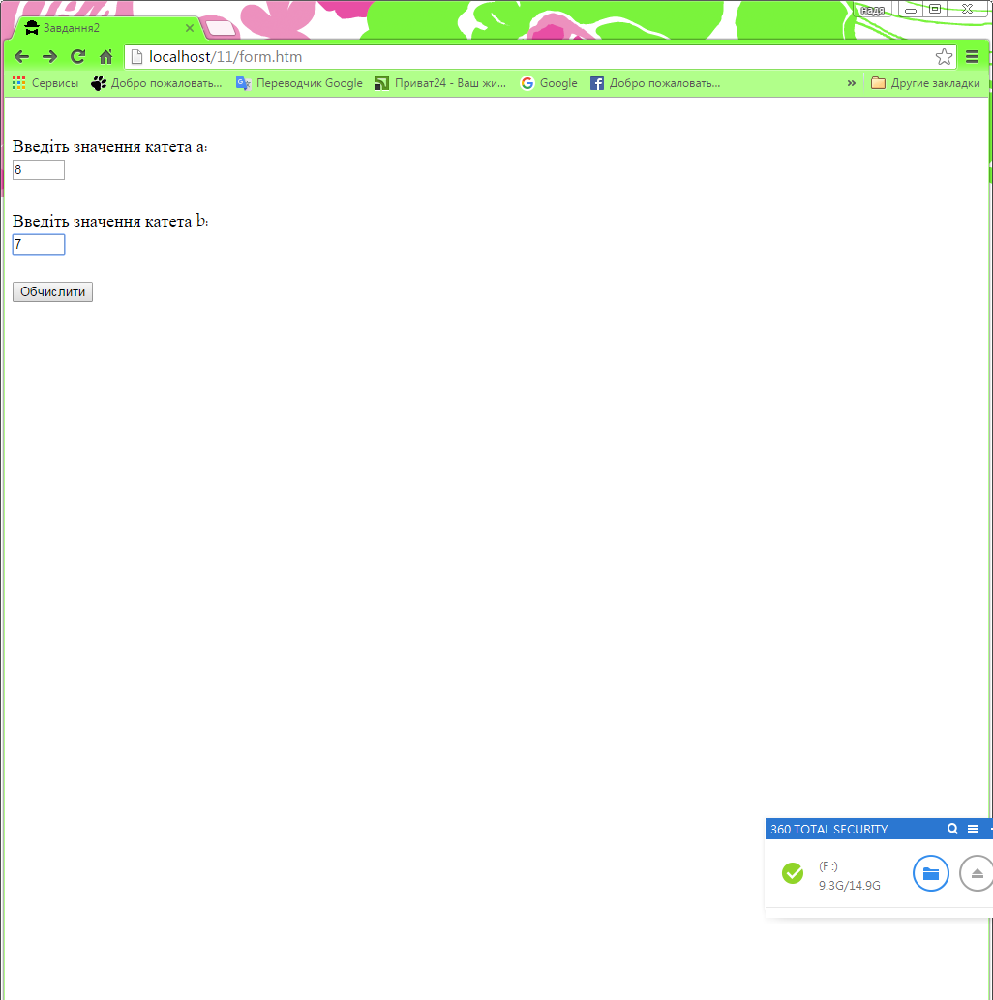 надя
Завдання2
localhost/11/form.htm
Сервисы Добро пожаловать... Переводчик Google Приват24 - Ваш жи... Google Добро пожаловать... » Другие закладки
Введіть значення катета a:
8
Введіть значення катета b:
7
Обчислити
360 TOTAL SECURITY
(F:)
9.3G/14.9G